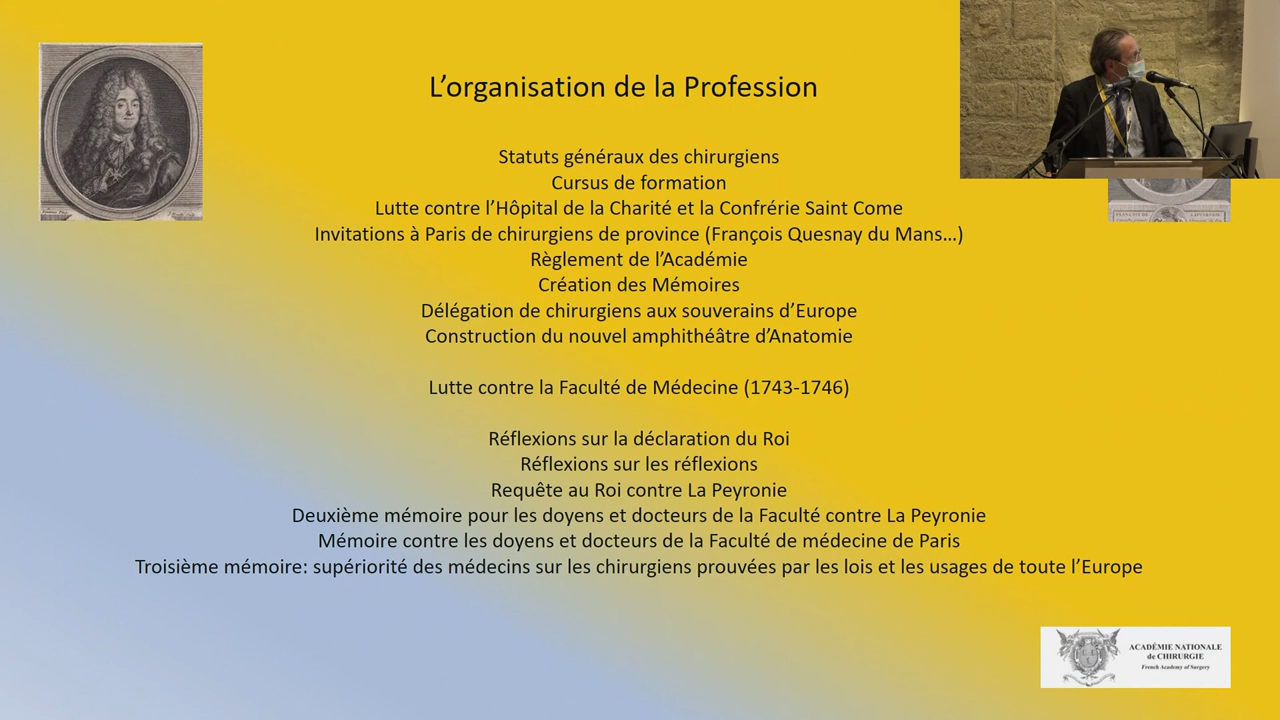 L’organisation de la Profession
Statuts généraux des chirurgiens
Cursus de formation
Lutte contre l’Hôpital de la Charité et la Confrérie Saint Come
Invitations à Paris de chirurgiens de province (François Quesnay du Mans…)
Règlement de l’Académie
Création des Mémoires
Délégation de chirurgiens aux souverains d’Europe
Construction du nouvel amphithéâtre d’Anatomie
Lutte contre la Faculté de Médecine (1743-1746)
Réflexions sur la déclaration du Roi
Réflexions sur les réflexions
Requête au Roi contre La Peyronie
Deuxième mémoire pour les doyens et docteurs de la Faculté contre La Peyronie
Mémoire contre les doyens et docteurs de la Faculté de médecine de Paris
Troisième mémoire: supériorité des médecins sur les chirurgiens prouvées par les lois et les usages de toute l’Europe
ACADÉMIE NATIONALE
de CHIRURGIE
French Academy of Surgery